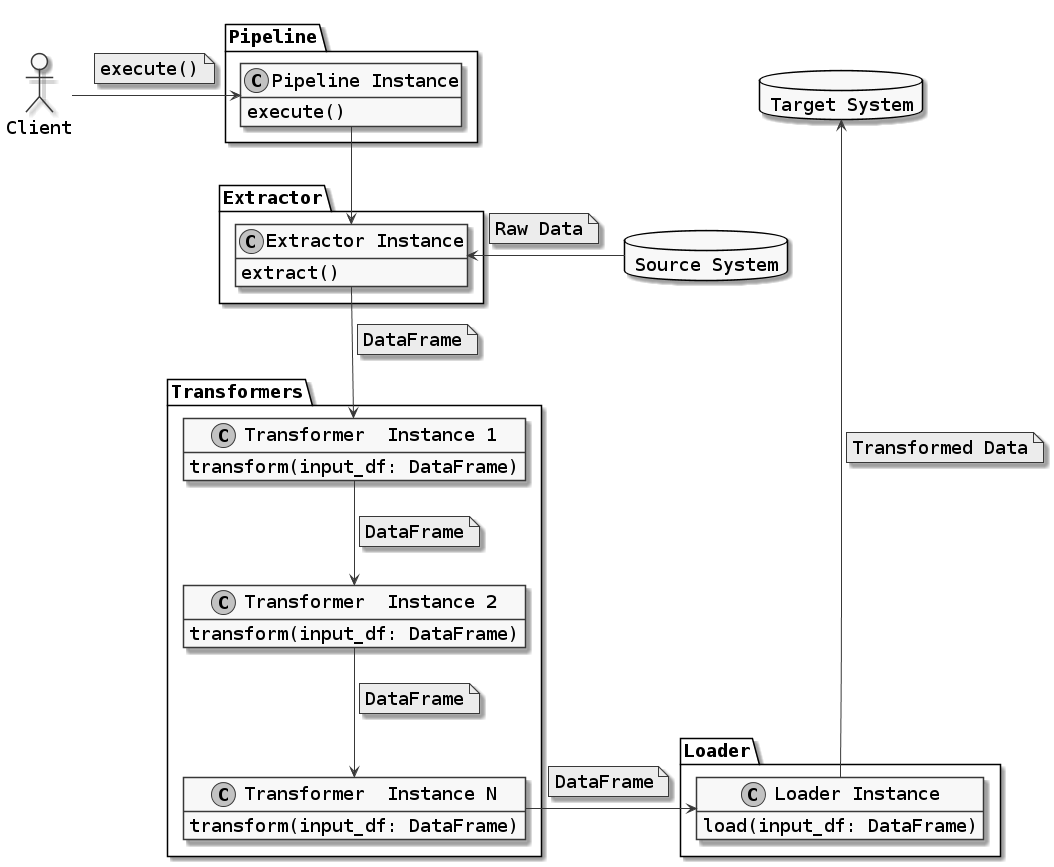 Pipeline
execute()
C Pipeline Instance
execute()
Client
Target System
Extractor
C Extractor Instance
extract()
Raw Data
Source System
DataFrame
Transformers
C Transformer  Instance 1
transform(input_df: DataFrame)
Transformed Data
DataFrame
C Transformer  Instance 2
transform(input_df: DataFrame)
DataFrame
C Transformer  Instance N
transform(input_df: DataFrame)
DataFrame
Loader
C Loader Instance
load(input_df: DataFrame)